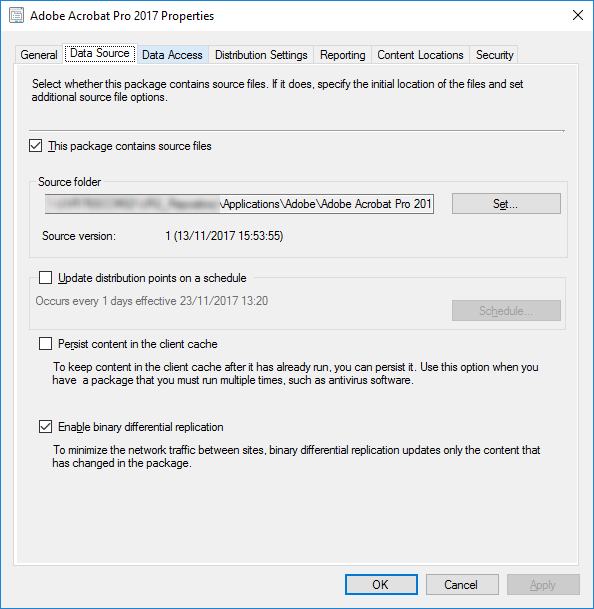 Adobe Acrobat Pro 2017 Properties
General Data Source Data Access Distribution Settings Reporting Content Locations Security
Select whether this package contains source files. If it does, specify the initial location of the files and set
additional source file options.
This package contains source files
Source folder
\Applications\Adobe\Adobe Acrobat Pro 201
Set...
Source version: 1 (13/11/2017 15:53:55)
Update distribution points on a schedule
Occurs every 1 days effective 23/11/2017 13:20
Schedule...
Persist content in the client cache
To keep content in the client cache after it has already run, you can persist it. Use this option when you
have a package that you must run multiple times, such as antivirus software.
Enable binary differential replication
To minimize the network traffic between sites, binary differential replication updates only the content that
has changed in the package.
OK Cancel Apply